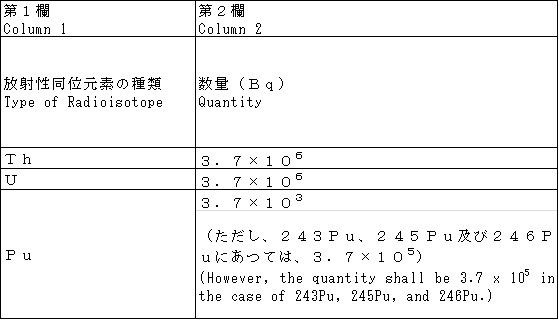 第１欄
Column 1
第２欄
Column 2
放射性同位元素の種類
Type of Radioisotope
数量（Ｂｑ）
Quantity
Ｔｈ
３．７×１０⁶
Ｕ
３．７×１０⁶
Ｐｕ
３．７×１０³
（ただし、２４３Ｐｕ、２４５Ｐｕ及び２４６Ｐ
ｕにあつては、３．７×１０⁵）
(However, the quantity shall be 3.7 x 10⁵ in
the case of 243Pu, 245Pu, and 246Pu.)